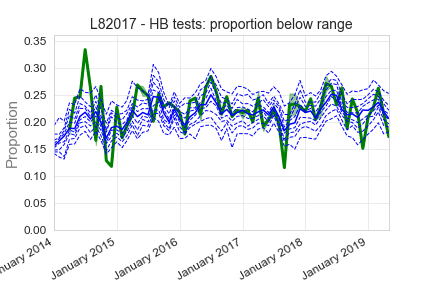 L82017 - HB tests: proportion below range
Proportion
0.35
0.30
0.25
0.20
0.15
0.10
0.05
0.00
nuary 2014
January 2015
January 2016
January 2017
January 2018
January 2019